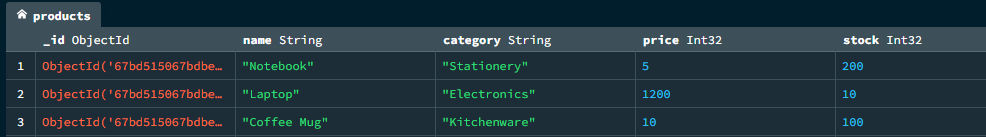 products
_id ObjectId name String category String price Int32 stock Int32
1 ObjectId('67bd515067bdbe… "Notebook" "Stationery" 5 200
2 ObjectId('67bd515067bdbe… "Laptop" "Electronics" 1200 10
3 ObjectId('67bd515067bdbe… "Coffee Mug" "Kitchenware" 10 100